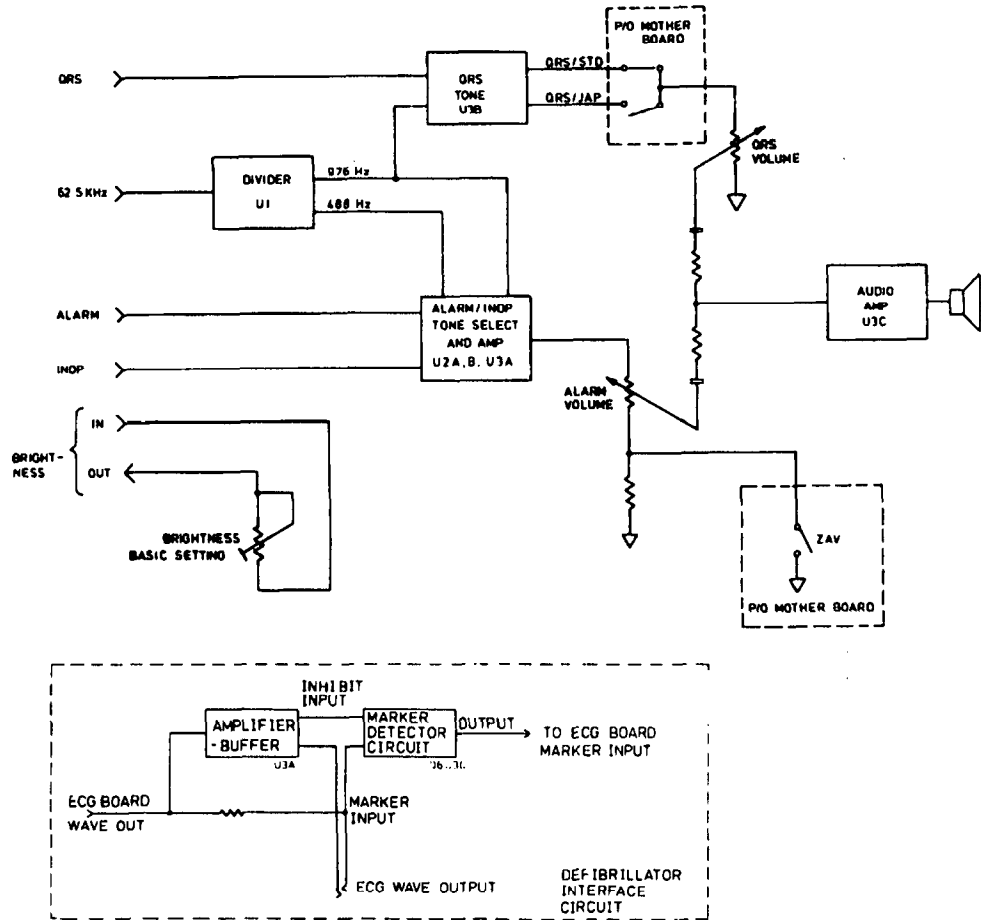 P/O MOTHER
BOARD
QRS
QRS
TONE
U3B
QRS/STD
QRS/JAP
QRS
VOLUME
62 5 KHz
DIVIDER
U1
976 Hz
488 Hz
ALARM
INOP
ALARM/INOP
TONE SELECT
AND AMP
U2A, B. U3A
AUDIO
AMP
U3C
ALARM
VOLUME
BRIGHT-
NESS
IN
OUT
BRIGHTNESS
BASIC SETTING
ZAV
P/O MOTHER BOARD
INHIBIT
INPUT
AMPLIFIER
-BUFFER
U3A
MARKER
DETECTOR
CIRCUIT
OUTPUT
TO ECG BOARD
MARKER INPUT
ECG BOARD
WAVE OUT
MARKER
INPUT
ECG WAVE OUTPUT
DEFIBRILLATOR
INTERFACE
CIRCUIT